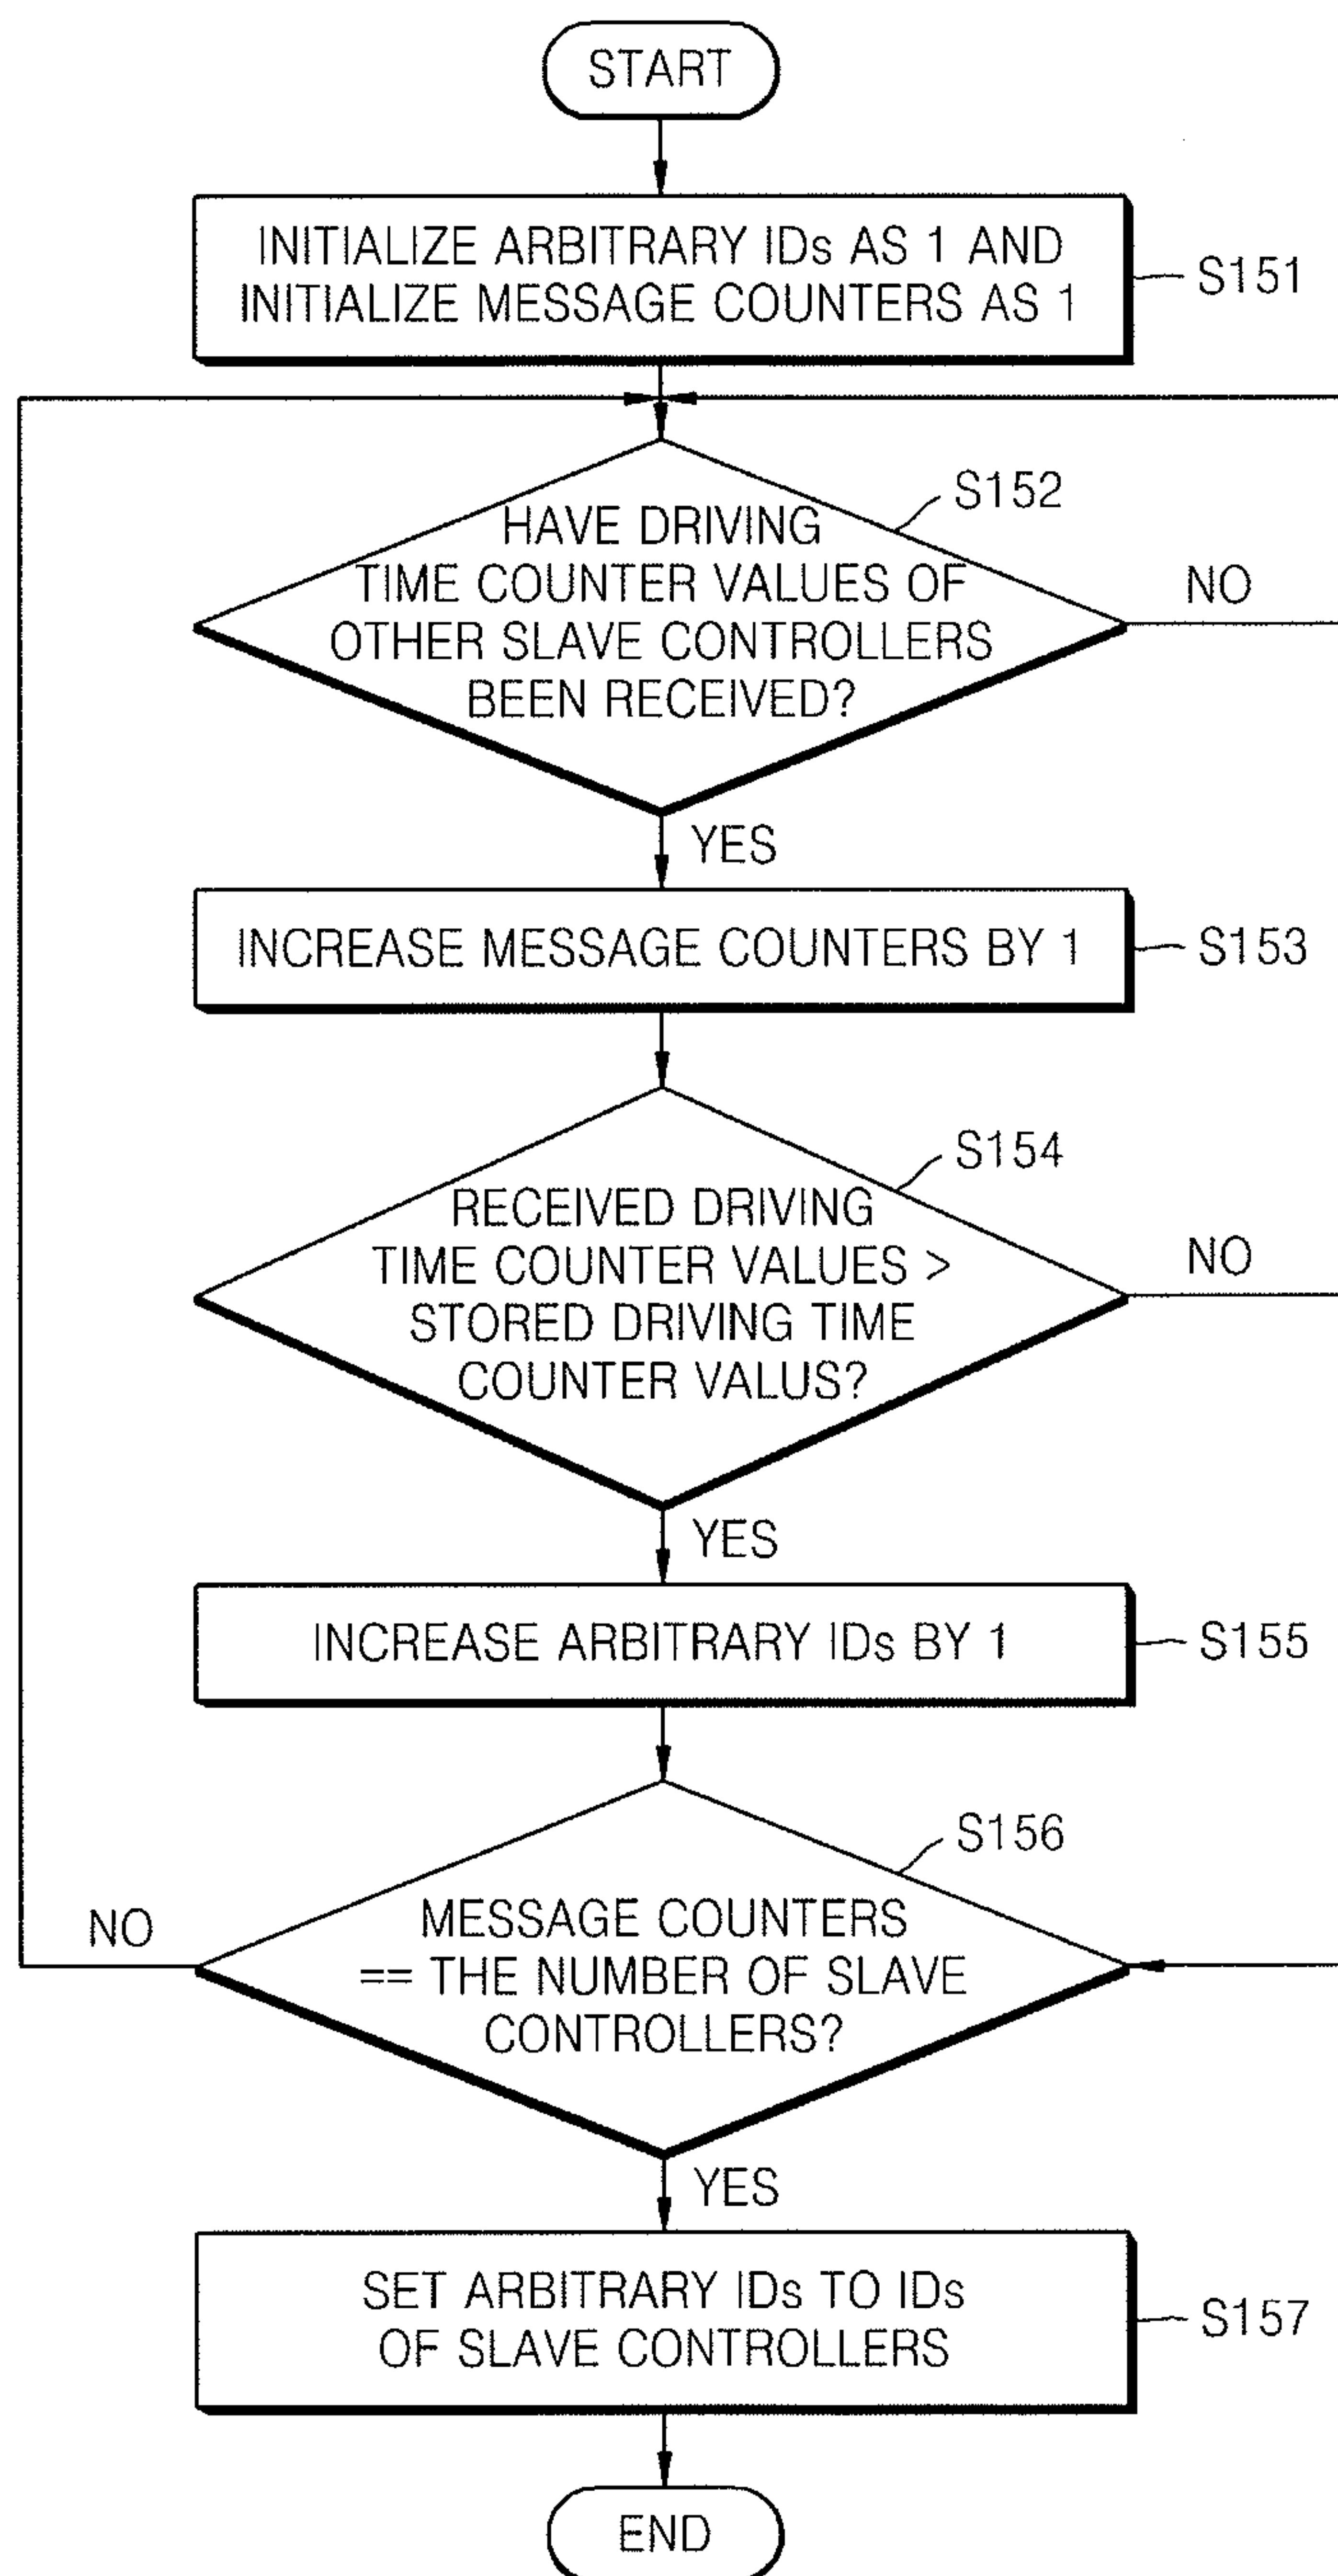 START
INITIALIZE ARBITRARY IDs AS 1 AND
INITIALIZE MESSAGE COUNTERS AS 1
S151
S152
HAVE DRIVING
TIME COUNTER VALUES OF
OTHER SLAVE CONTROLLERS
BEEN RECEIVED?
NO
YES
INCREASE MESSAGE COUNTERS BY 1
S153
S154
RECEIVED DRIVING
TIME COUNTER VALUES >
STORED DRIVING TIME
COUNTER VALUS?
NO
YES
INCREASE ARBITRARY IDs BY 1
S155
S156
MESSAGE COUNTERS
== THE NUMBER OF SLAVE
CONTROLLERS?
NO
YES
SET ARBITRARY IDs TO IDs
OF SLAVE CONTROLLERS
S157
END